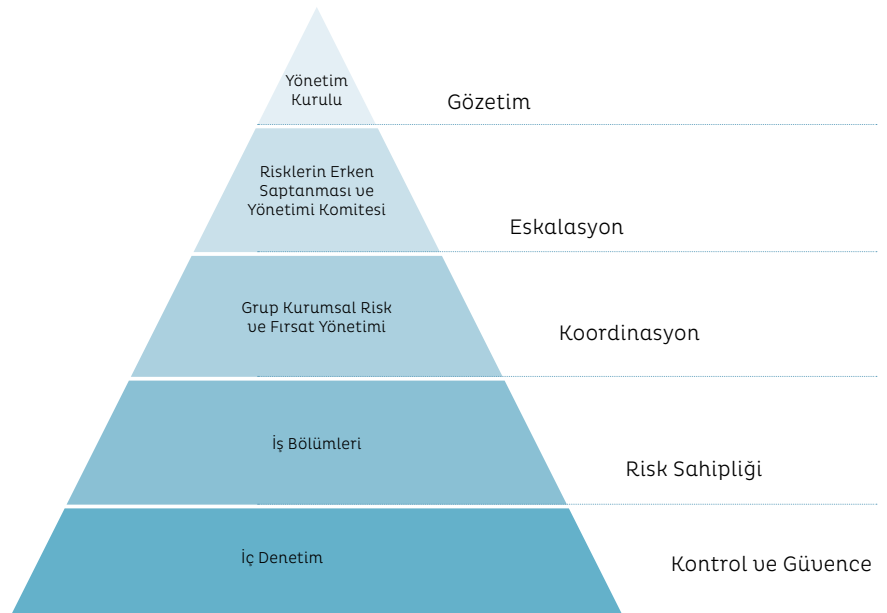 Yönetim
Kurulu
Gözetim
Risklerin Erken
Saptanması ve
Yönetimi Komitesi
Eskalasyon
Grup Kurumsal Risk
ve Fırsat Yönetimi
Koordinasyon
İş Bölümleri
Risk Sahipliği
İç Denetim
Kontrol ve Güvence